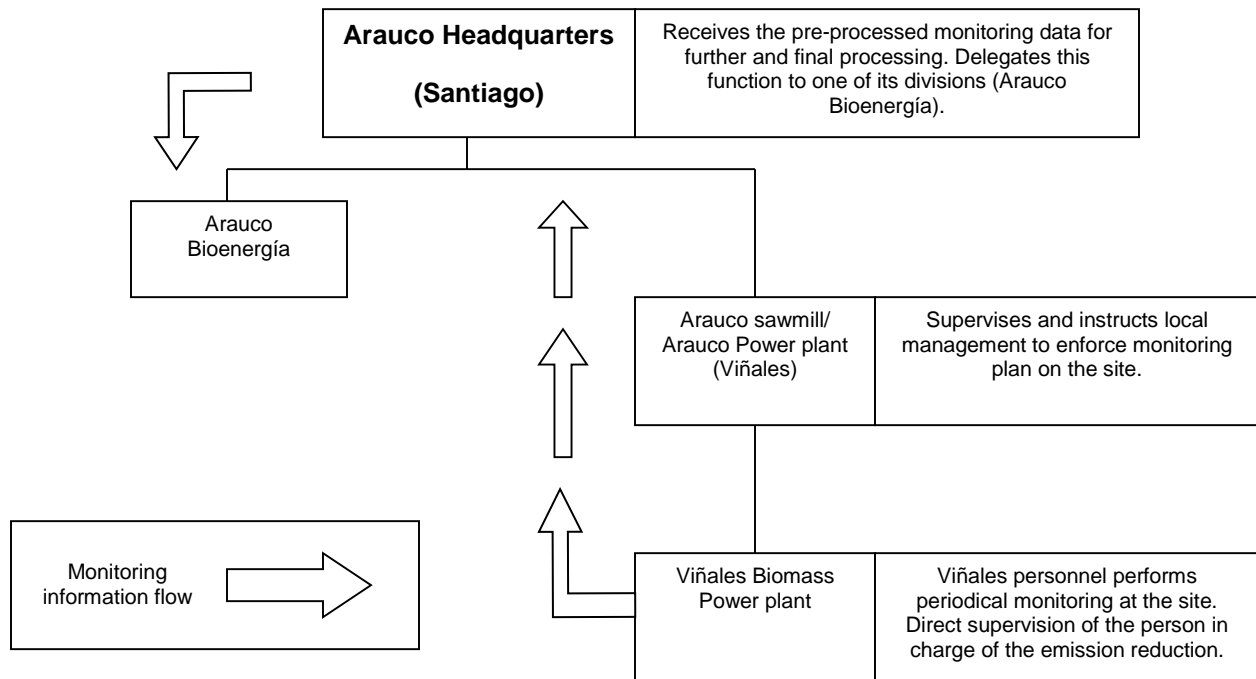 Arauco Headquarters
(Santiago)
Receives the pre-processed monitoring data for
further and final processing. Delegates this
function to one of its divisions (Arauco
Bioenergía).
Arauco
Bioenergía
Arauco sawmill/
Arauco Power plant
(Viñales)
Supervises and instructs local
management to enforce monitoring
plan on the site.
Monitoring
information flow
Viñales Biomass
Power plant
Viñales personnel performs
periodical monitoring at the site.
Direct supervision of the person in
charge of the emission reduction.